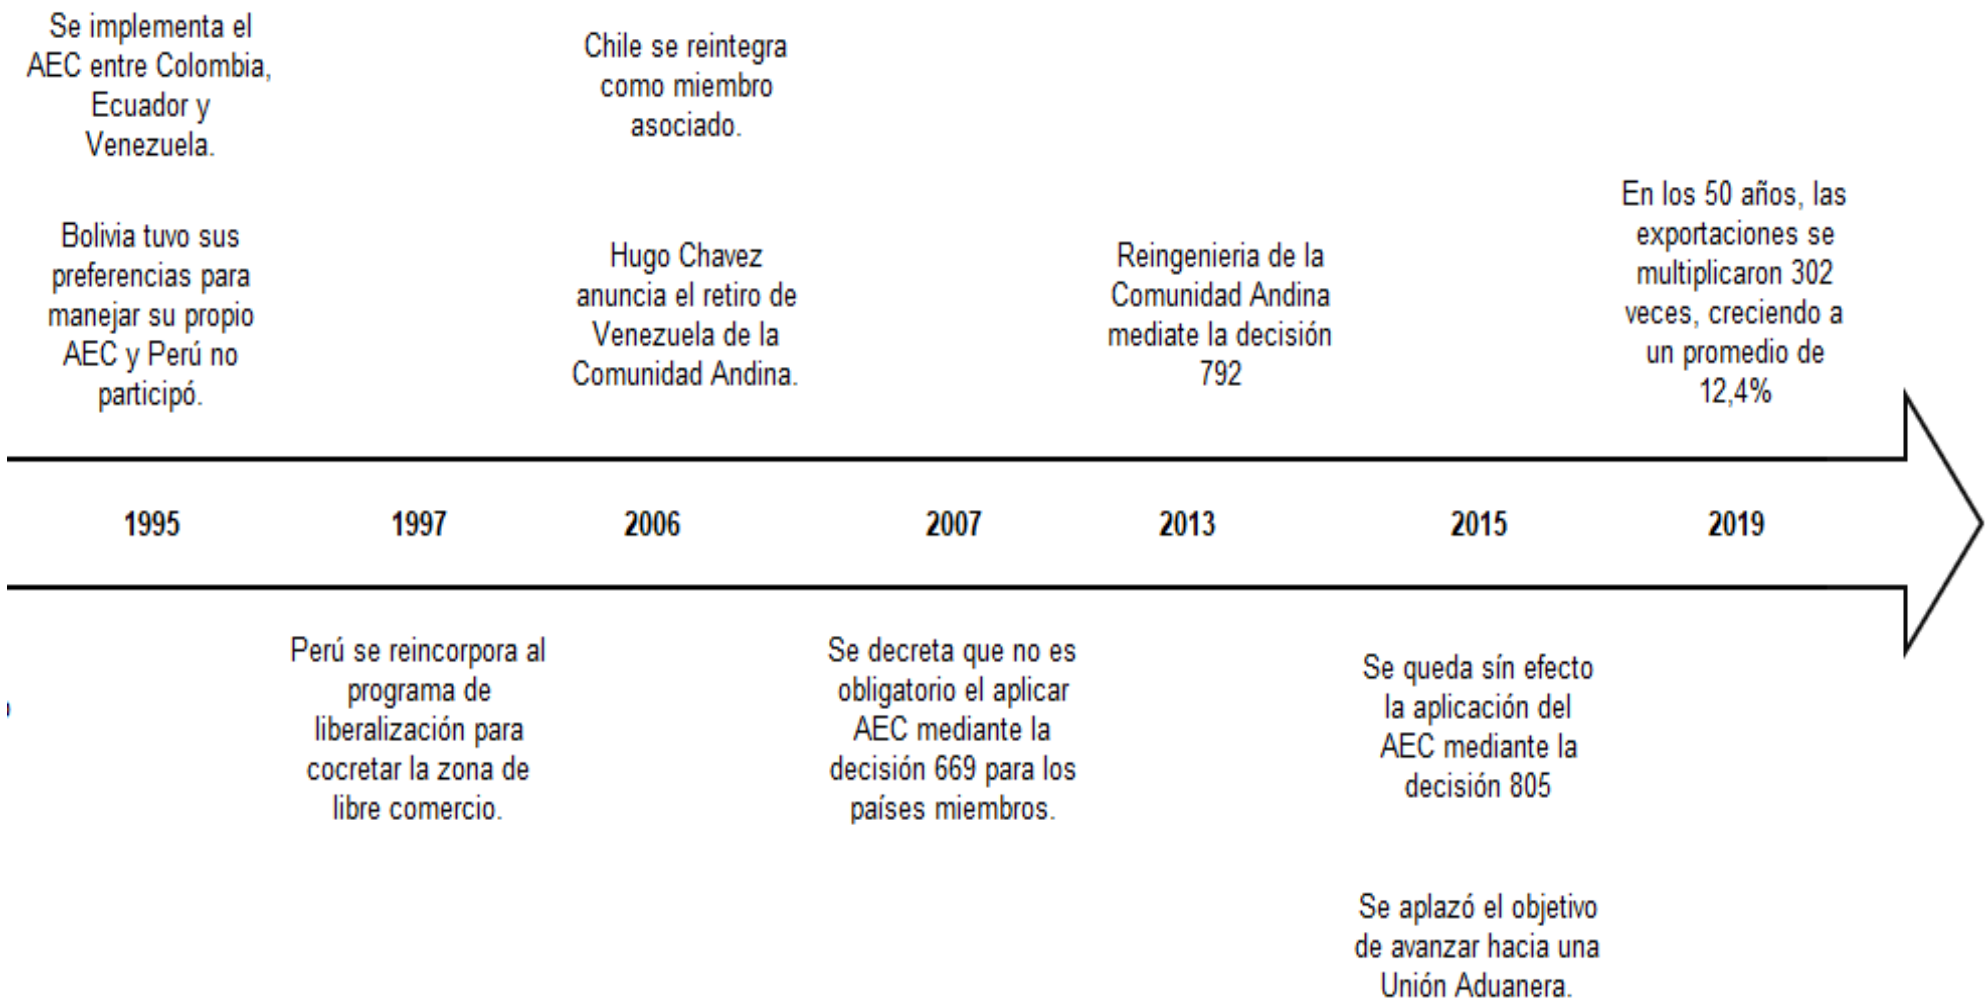 Se implementa el
AEC entre Colombia,
Ecuador y
Venezuela.
Bolivia tuvo sus
preferencias para
manejar su propio
AEC y Perú no
participó.
Chile se reintegra
como miembro
asociado.
Hugo Chavez
anuncia el retiro de
Venezuela de la
Comunidad Andina.
Reingenieria de la
Comunidad Andina
mediate la decisión
792
En los 50 años, las
exportaciones se
multiplicaron 302
veces, creciendo a
un promedio de
12,4%
1995 1997 2006 2007 2013 2015 2019
Perú se reincorpora al
programa de
liberalización para
cocretar la zona de
libre comercio.
Se decreta que no es
obligatorio el aplicar
AEC mediante la
decisión 669 para los
países miembros.
Se queda sín efecto
la aplicación del
AEC mediante la
decisión 805
Se aplazó el objetivo
de avanzar hacia una
Unión Aduanera.